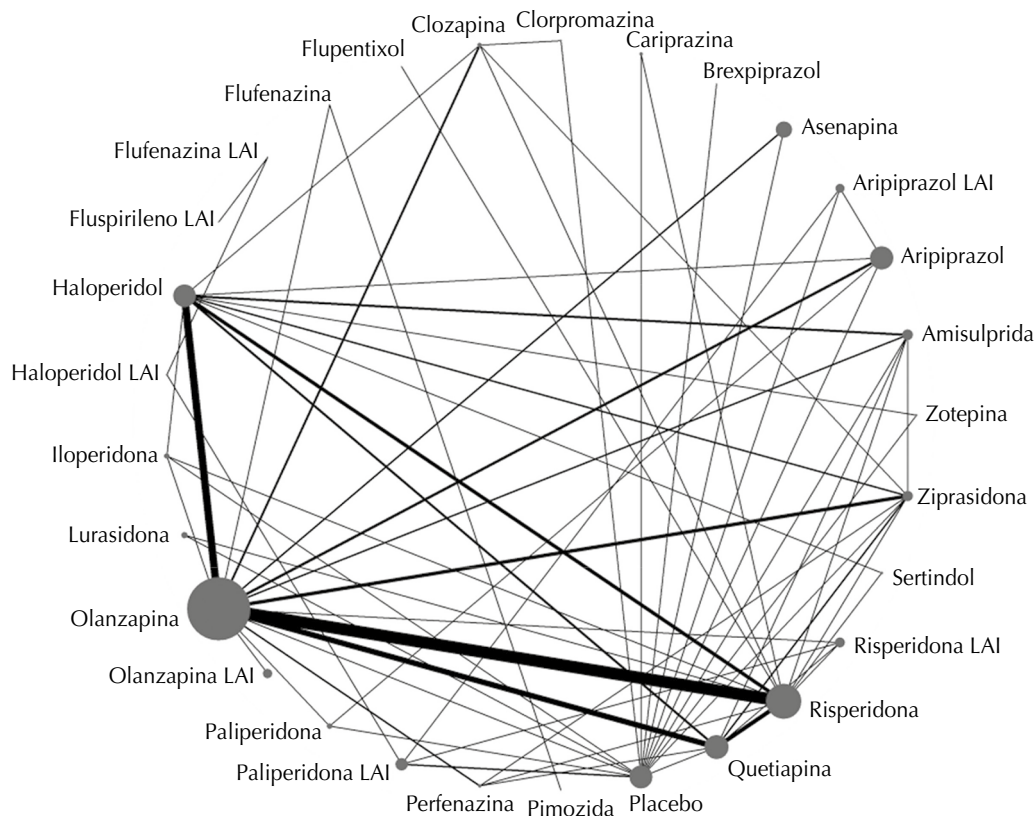 Clorpromazina
Clozapina
Cariprazina
Flupentixol
Brexpiprazol
Flufenazina
Asenapina
Flufenazina LAI
Aripiprazol LAI
Fluspirileno LAI
Aripiprazol
Haloperidol
Amisulprida
Haloperidol LAI
Zotepina
Iloperidona
Ziprasidona
Lurasidona
Sertindol
Olanzapina
Risperidona LAI
Olanzapina LAI
Risperidona
Paliperidona
Quetiapina
Paliperidona LAI
Perfenazina
Pimozida
Placebo